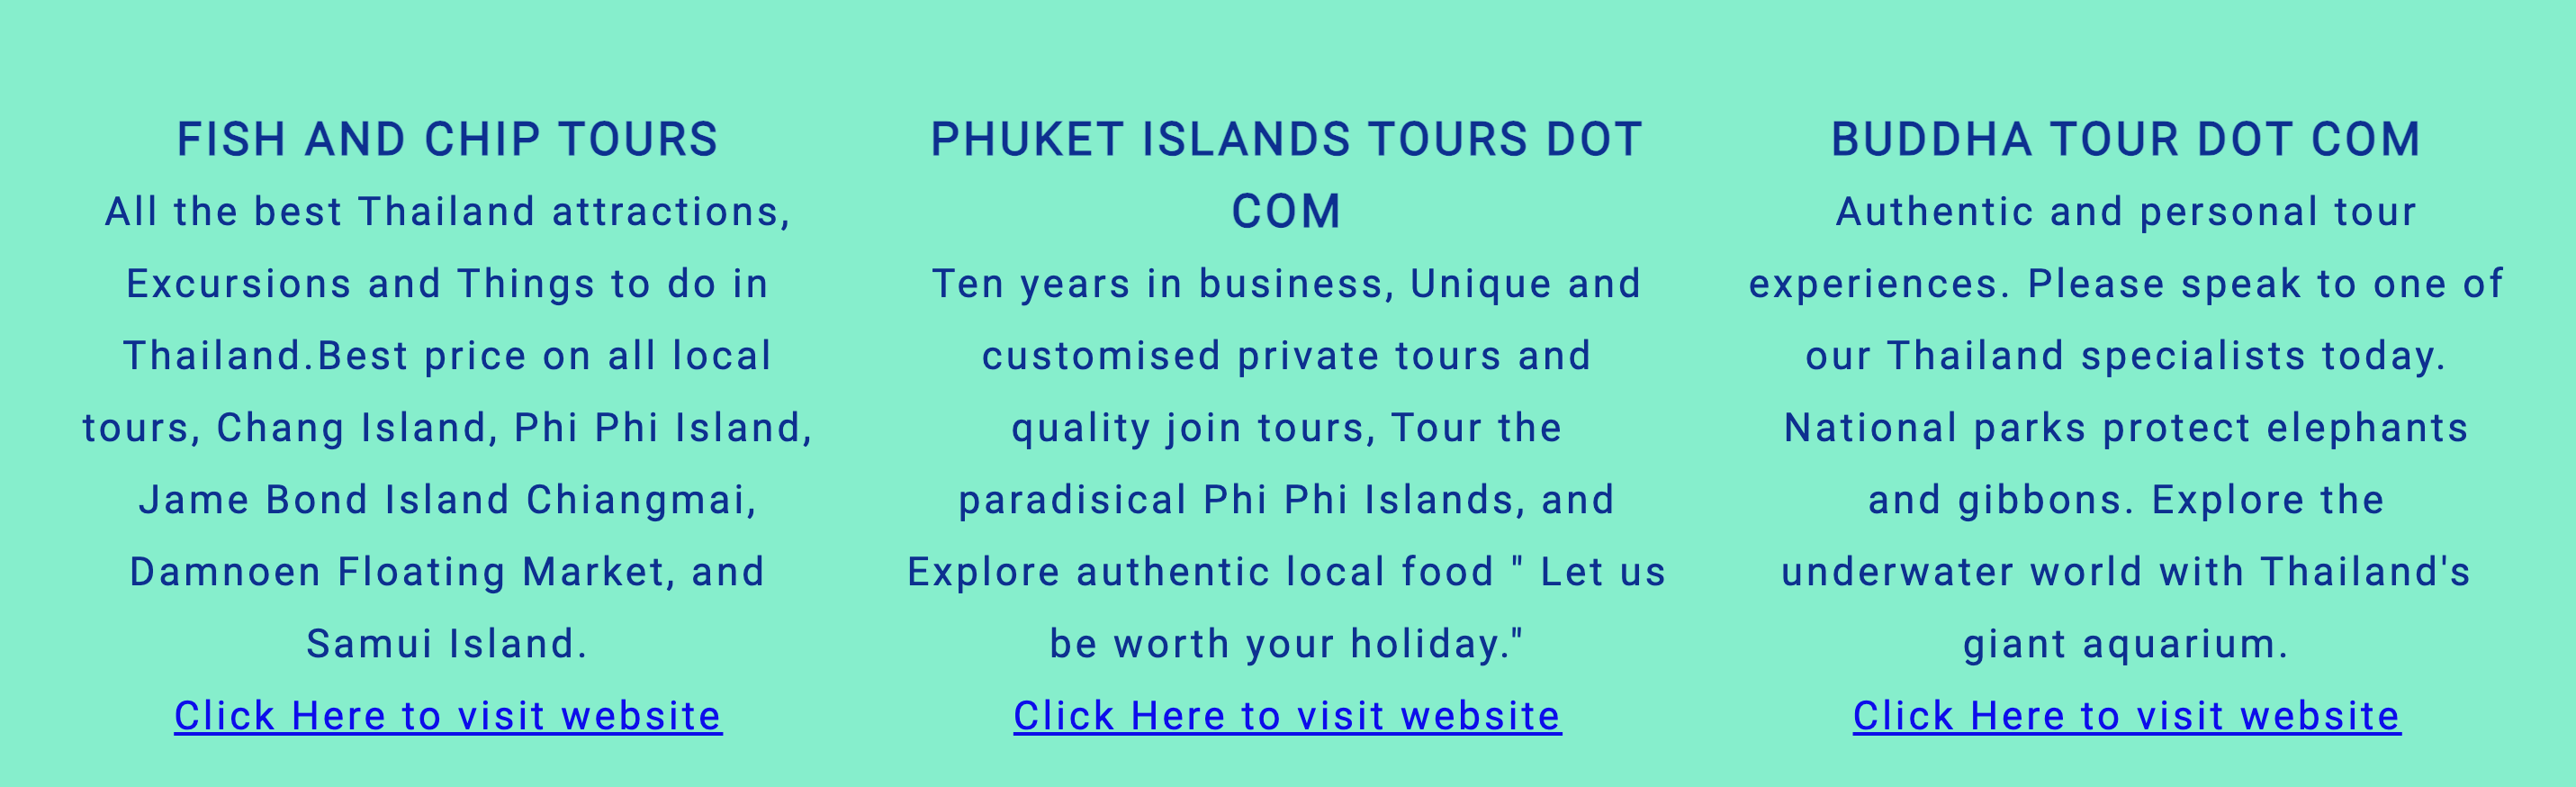 FISH AND CHIP TOURS
All the best Thailand attractions,
Excursions and Things to do in
Thailand.Best price on all local
tours, Chang Island, Phi Phi Island,
Jame Bond Island Chiangmai,
Damnoen Floating Market, and
Samui Island.
Click Here to visit website
PHUKET ISLANDS TOURS DOT
COM
Ten years in business, Unique and
customised private tours and
quality join tours, Tour the
paradisical Phi Phi Islands, and
Explore authentic local food " Let us
be worth your holiday."
Click Here to visit website
BUDDHA TOUR DOT COM
Authentic and personal tour
experiences. Please speak to one of
our Thailand specialists today.
National parks protect elephants
and gibbons. Explore the
underwater world with Thailand's
giant aquarium.
Click Here to visit website